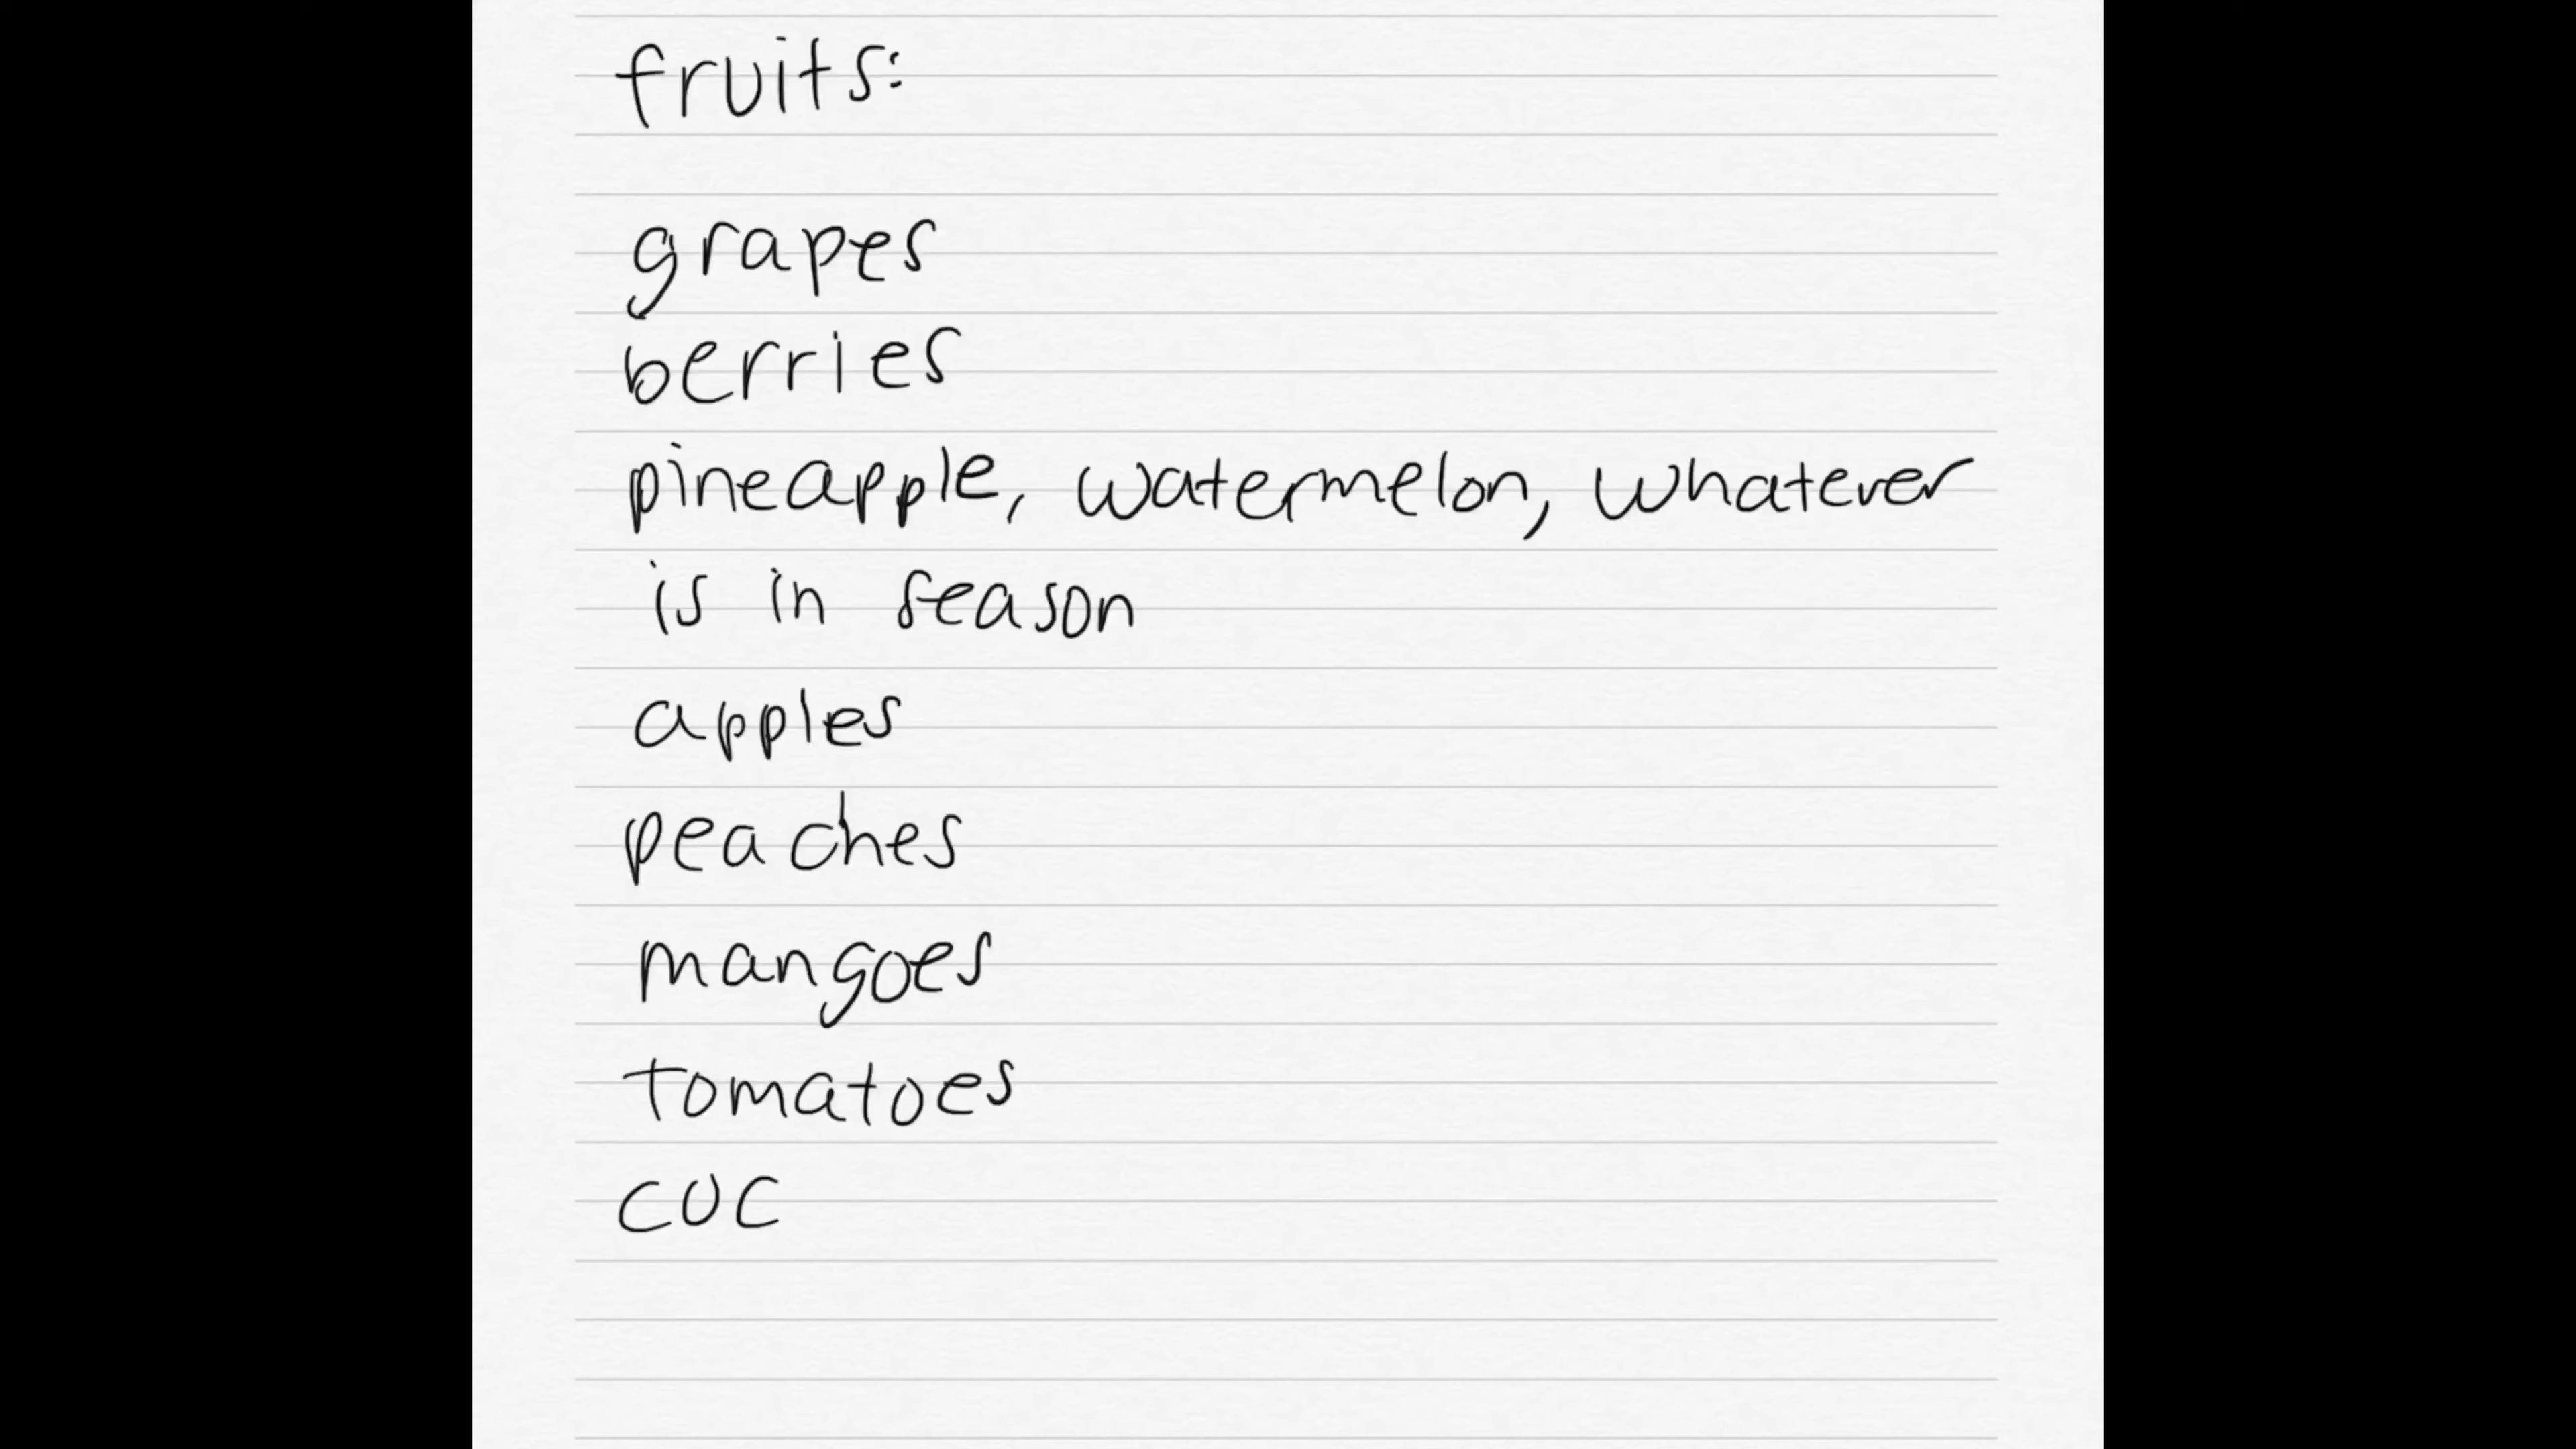 fruits:
grapes
berries
pineapple, watermelon, whatever
is in season
apples
peaches
mangoes
tomatoes
cuc